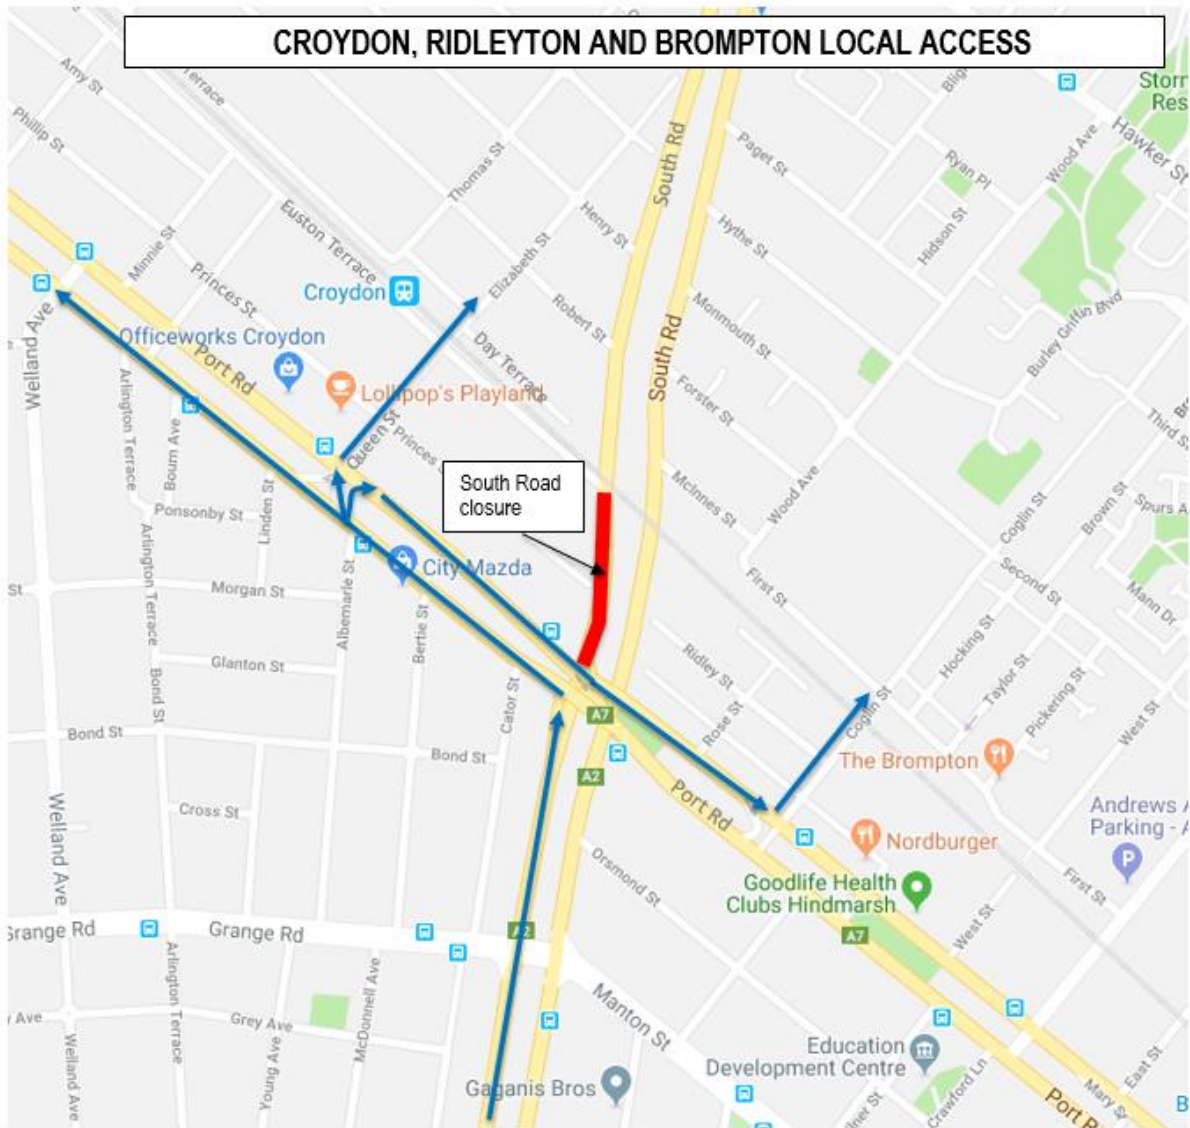 CROYDON, RIDLEYTON AND BROMPTON LOCAL ACCESS
Amy St
Terrace
Phillip St
Thomas St
South Rd
Paget St
Ryan Pl
Wood Ave
Hawker St
Euston Terrace
Henry St
Hythe St
Hidson St
Minnie St
Princes St
Elizabeth St
Croydon
Robert St
Monmouth St
Burley Griffin Blvd
Officeworks Croydon
Port Rd
Day Terrace
South Rd
Welland Ave
Lollipop's Playland
Forster St
Third S
Arlington Terrace
Avoun Ave
Queen St
Princes
South Road
closure
McInnes St
Wood Ave
Coglin St
Brown St
Spurs A
Ponsonby St
Linden St
City Mazda
First St
Second St
Mann Dr
St
Morgan St
Arlington Terrace
Albemarle St
Bertie St
Glanton St
Ridley St
Hocking St
Taylor St
Pickering St
West St
Bond St
Cator St
A7
Rose St
Coglin St
Bond St
Bond St
A2
The Brompton
Port Rd
Cross St
Welland Ave
Andrews A
Parking - A
Nordburger
Orsmond St
Goodlife Health
Clubs Hindmarsh
First St
Grange Rd
Grange Rd
A2
A7
West St
Arlington Terrace
McDonnell Ave
Manton St
y Ave
Grey Ave
Welland Ave
Young Ave
Education
Development Centre
East St
Gaganis Bros
Crawford Ln
Mary St
Port R